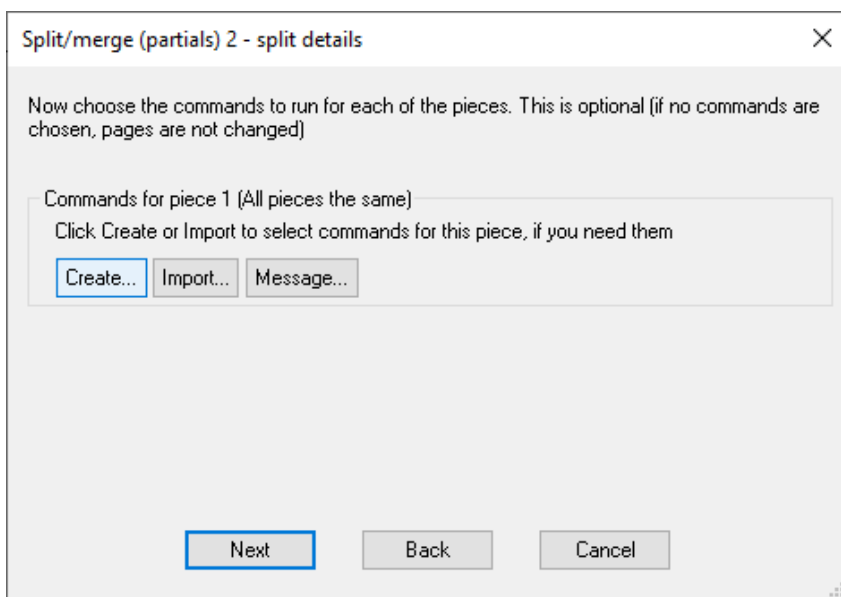 Split/merge (partials) 2 - split details
Now choose the commands to run for each of the pieces. This is optional (if no commands are
chosen, pages are not changed)
Commands for piece 1 (All pieces the same)
Click Create or Import to select commands for this piece, if you need them
Create... Import... Message...
Next Back Cancel